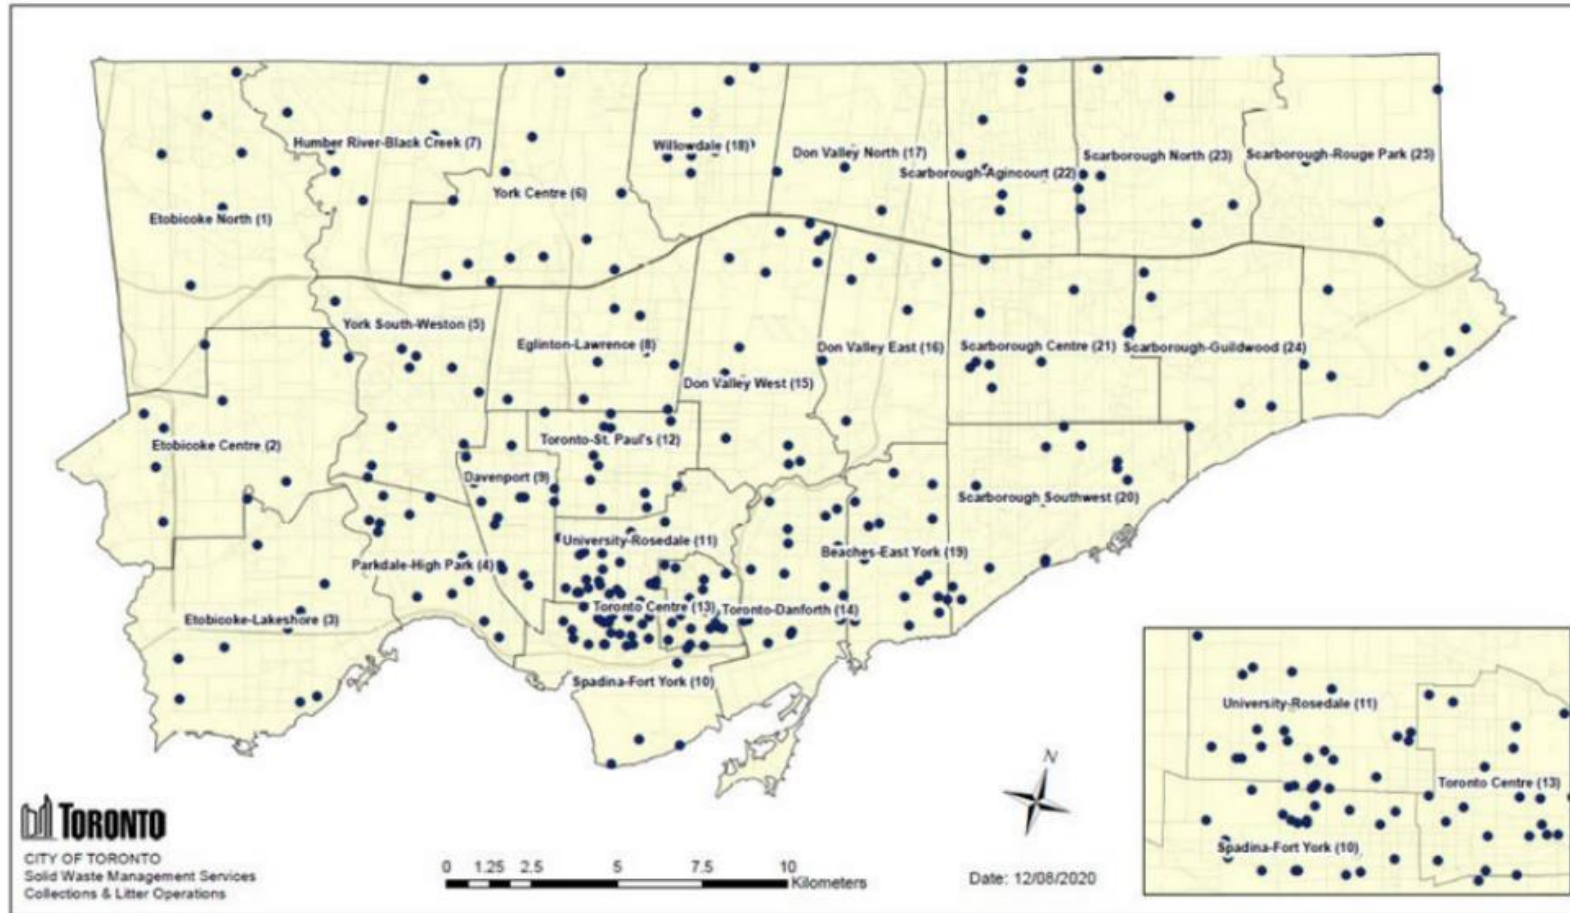 Humber River-Black Creek (7)
Willowdale (18)
Don Valley North (17)
Scarborough North (23)
Scarborough-Rouge Park (25)
Scarborough-Agincourt (22)
York Centre (6)
Etobicoke North (1)
York South-Weston (5)
Eglinton-Lawrence (8)
Don Valley East (16)
Scarborough Centre (21)
Scarborough-Guildwood (24)
Don Valley West (15)
Etobicoke Centre (2)
Toronto-St. Paul's (12)
Davenport (9)
Scarborough Southwest (20)
University-Rosedale (11)
Beaches-East York (19)
Parkdale-High Park (4)
Toronto Centre (13)
Toronto-Danforth (14)
Etobicoke-Lakeshore (3)
Spadina-Fort York (10)
University-Rosedale (11)
Toronto Centre (13)
Spadina-Fort York (10)
N
TORONTO
CITY OF TORONTO
Solid Waste Management Services
Collections & Litter Operations
0 1.25 2.5 5 7.5 10
Kilometers
Date: 12/08/2020